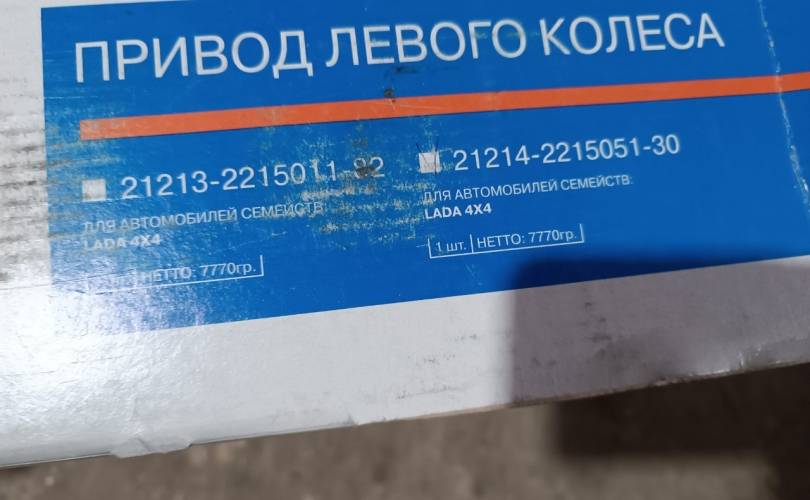 ПРИВОД ЛЕВОГО КОЛЕСА
21213-2215011-82
ДЛЯ АВТОМОБИЛЕЙ СЕМЕЙСТВ:
LADA 4X4
НЕТТО: 7770гр.
21214-2215051-30
ДЛЯ АВТОМОБИЛЕЙ СЕМЕЙСТВ:
LADA 4X4
1 шт. НЕТТО: 7770гр.